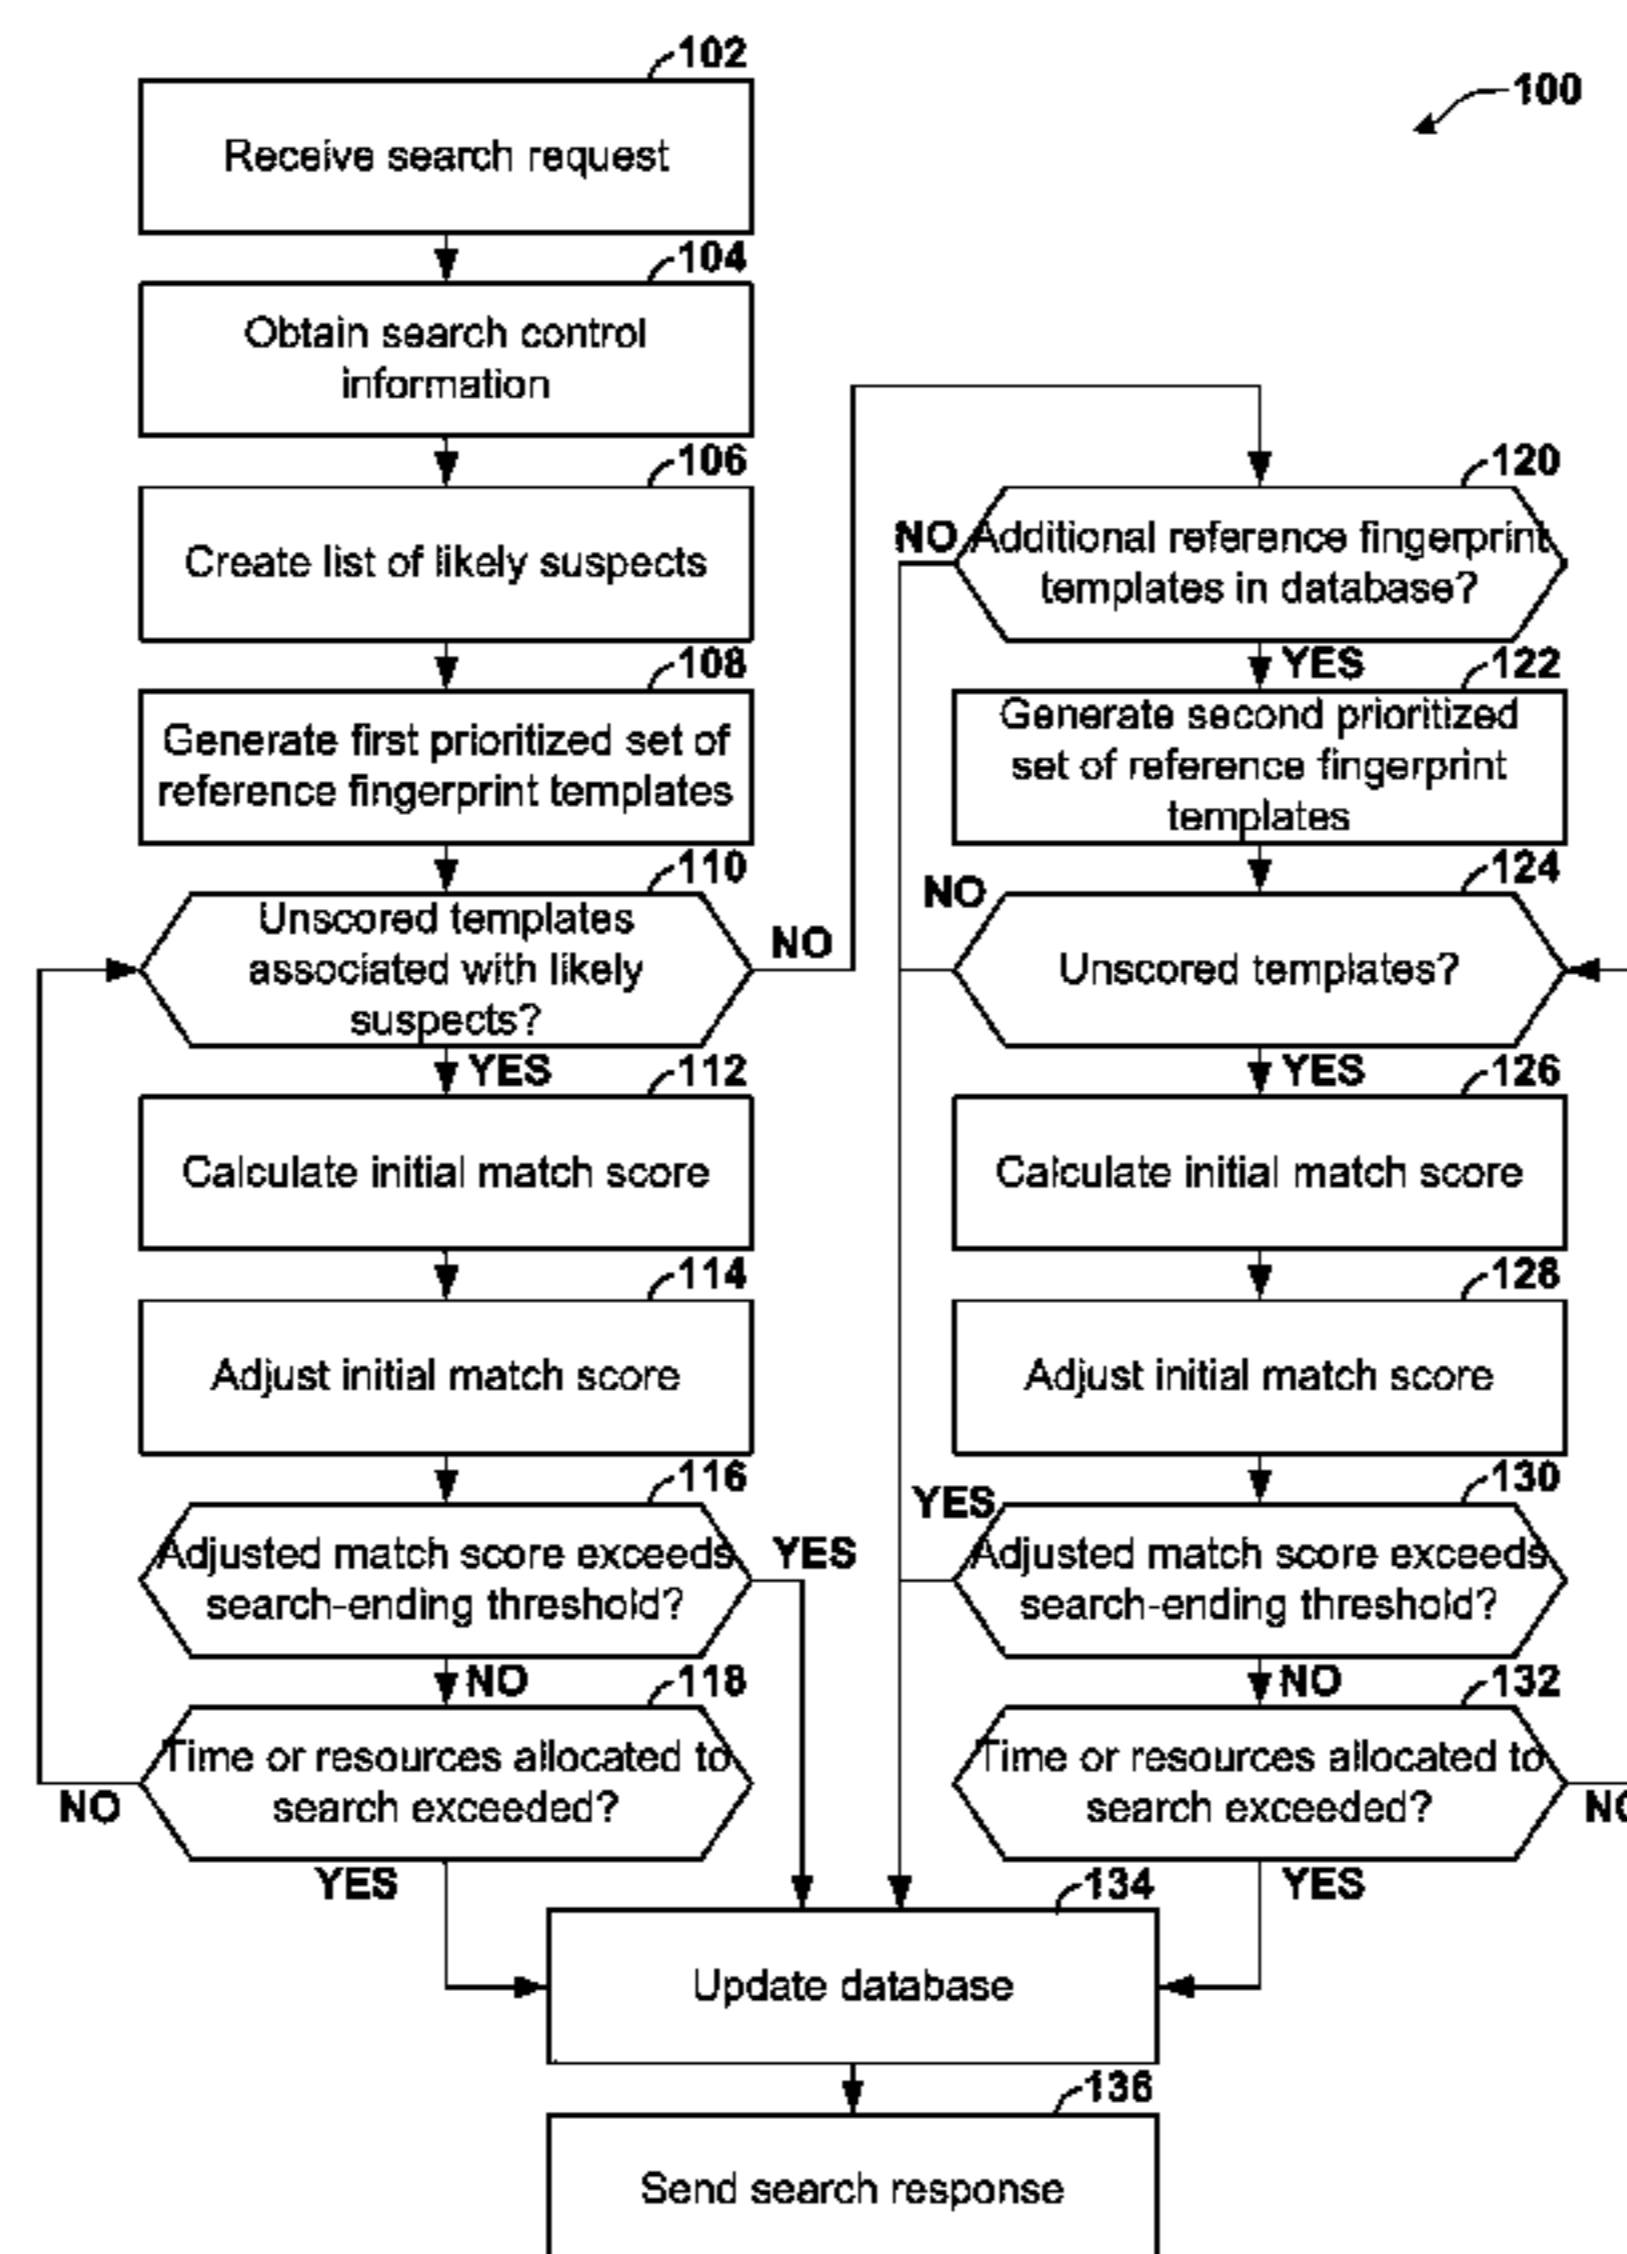 102
100
Receive search request
104
Obtain search control
information
106
Create list of likely suspects
108
Generate first prioritized set of
reference fingerprint templates
110
Unscored templates
associated with likely
suspects?
NO
YES
112
Calculate initial match score
114
Adjust initial match score
116
Adjusted match score exceeds
search-ending threshold?
YES
NO
118
Time or resources allocated to
search exceeded?
NO
YES
120
NO
Additional reference fingerprint
templates in database?
YES
122
Generate second prioritized
set of reference fingerprint
templates
124
NO
Unscored templates?
YES
126
Calculate initial match score
128
Adjust initial match score
130
YES
Adjusted match score exceeds
search-ending threshold?
NO
132
Time or resources allocated to
search exceeded?
YES
134
Update database
136
Send search response